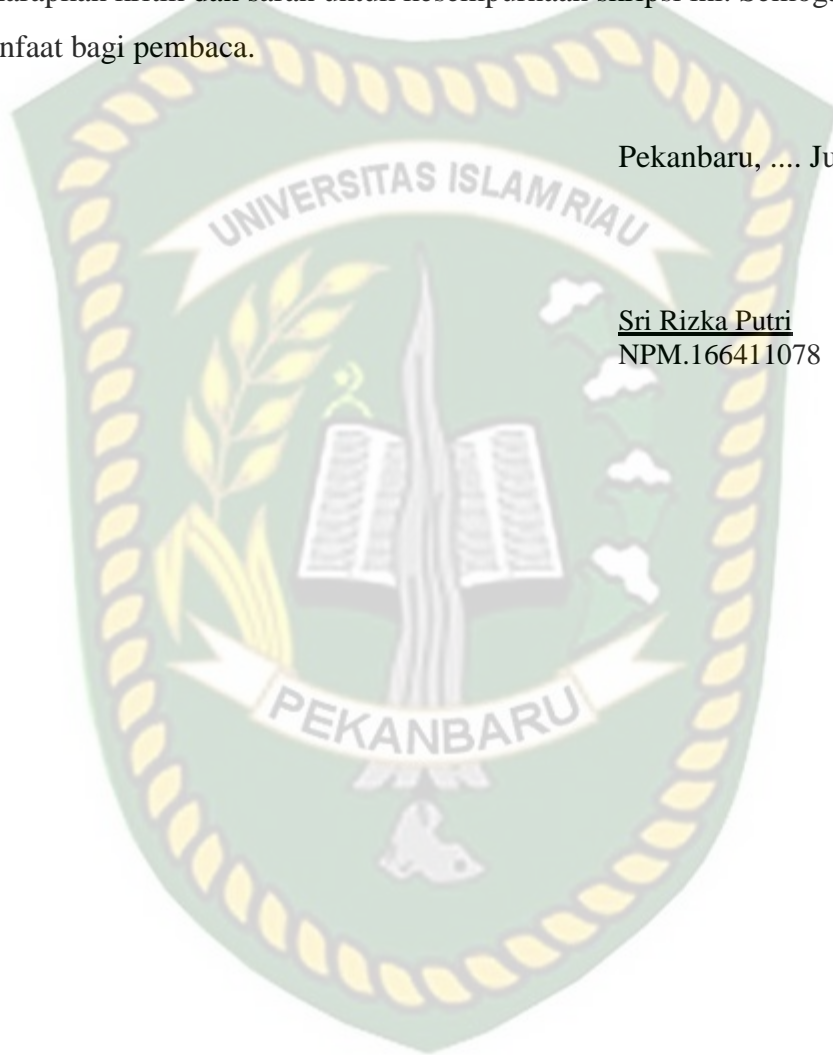 nfaat bagi pembaca.
Pekanbaru, .... Ju
UNIVERSITAS ISLAM RIAU
Sri Rizka Putri
NPM.166411078
PEKANBARU